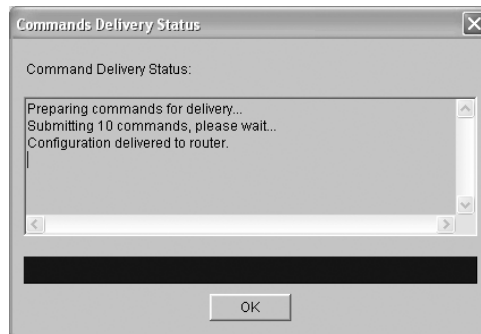 Commands Delivery Status
Command Delivery Status:
Preparing commands for delivery...
Submitting 10 commands, please wait...
Configuration delivered to router.
OK